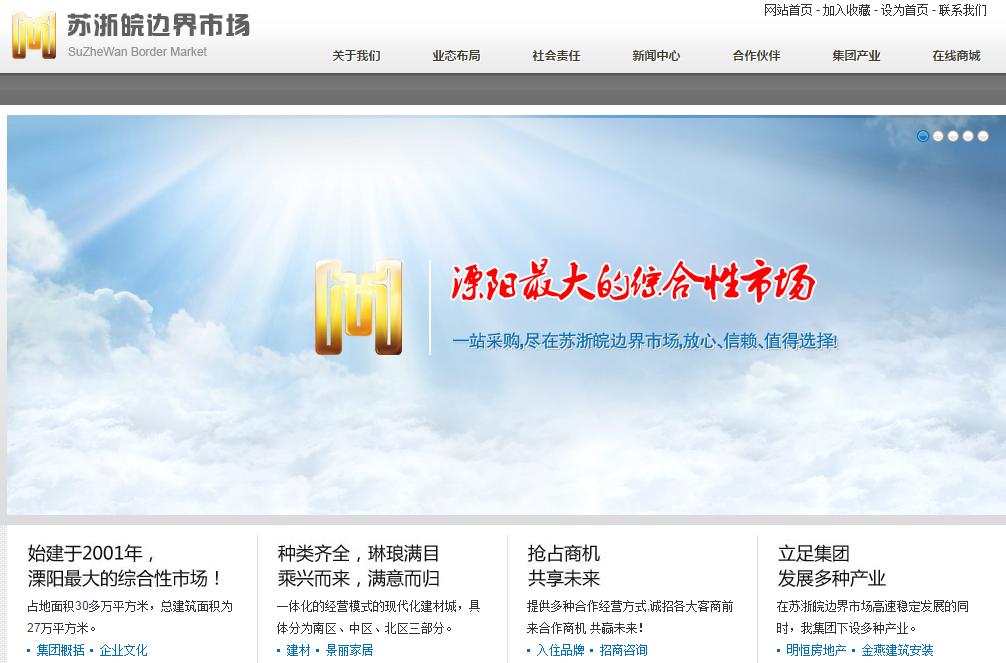 网站首页 - 加入收藏 - 设为首页 - 联系我们
苏浙皖边界市场
SuZheWan Border Market
关于我们 业态布局 社会责任 新闻中心 合作伙伴 集团产业 在线商城
溧阳最大的综合性市场
一站采购,尽在苏浙皖边界市场,放心、信赖、值得选择!
始建于2001年，
溧阳最大的综合性市场！
占地面积30多万平方米，总建筑面积为
27万平方米。
集团概括 企业文化
种类齐全，琳琅满目
乘兴而来，满意而归
一体化的经营模式的现代化建材城，具
体分为南区、中区、北区三部分。
建材 景丽家居
抢占商机
共享未来
提供多种合作经营方式,诚招各大客商前
来合作商机 共赢未来!
入住品牌 招商咨询
立足集团
发展多种产业
在苏浙皖边界市场高速稳定发展的同
时，我集团下设多种产业。
明恒房地产 金燕建筑安装